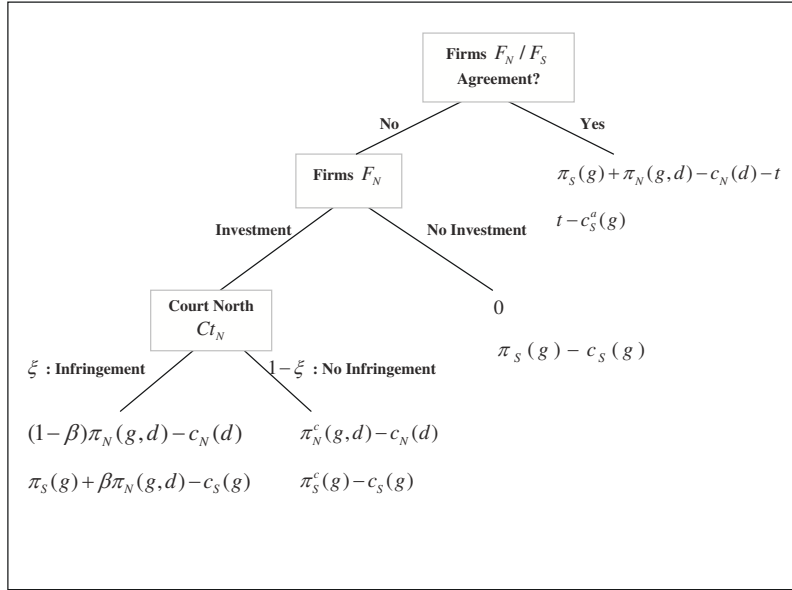 Firms F_N / F_S
Agreement?
No
Yes
Firms F_N
π_S(g)+π_N(g,d)−c_N(d)−t
t−c_S^a(g)
Investment
No Investment
Court North
Ct_N
0
π_S(g)−c_S(g)
ξ : Infringement
1−ξ : No Infringement
(1−β)π_N(g,d)−c_N(d)
π_N^c(g,d)−c_N(d)
π_S(g)+βπ_N(g,d)−c_S(g)
π_S^c(g)−c_S(g)